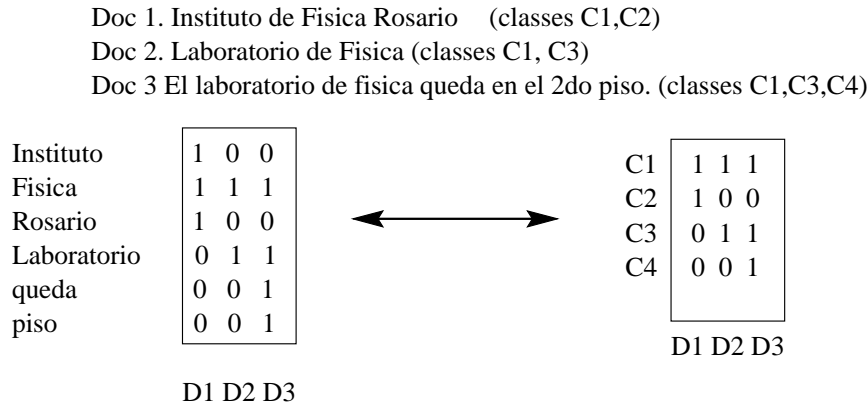 Doc 1. Instituto de Fisica Rosario (classes C1,C2)
Doc 2. Laboratorio de Fisica (classes C1, C3)
Doc 3 El laboratorio de fisica queda en el 2do piso. (classes C1,C3,C4)
Instituto 1 0 0
Fisica 1 1 1
Rosario 1 0 0
Laboratorio 0 1 1
queda 0 0 1
piso 0 0 1
D1 D2 D3
C1 1 1 1
C2 1 0 0
C3 0 1 1
C4 0 0 1
D1 D2 D3